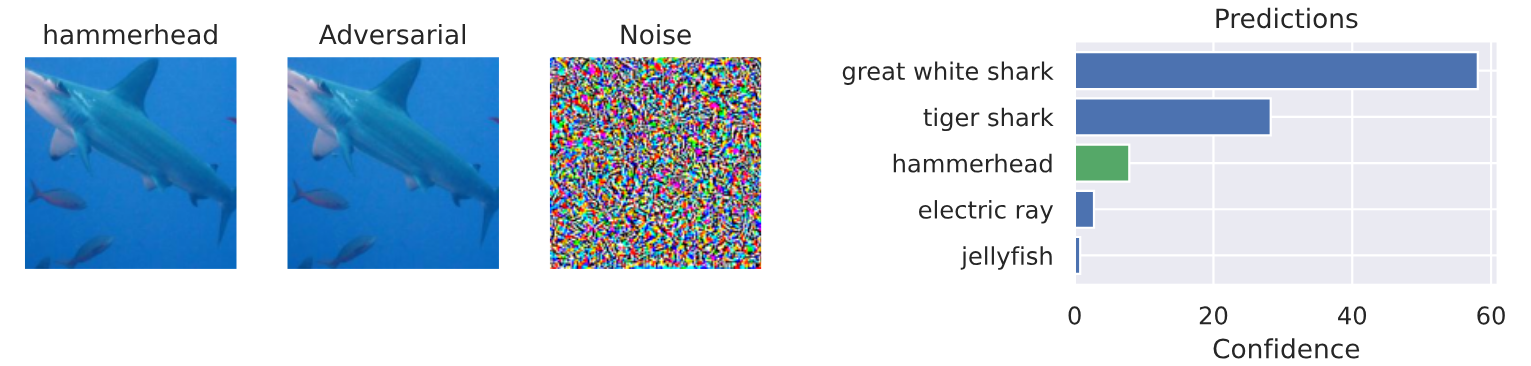 hammerhead
Adversarial
Noise
Predictions
great white shark
tiger shark
hammerhead
electric ray
jellyfish
0 20 40 60
Confidence